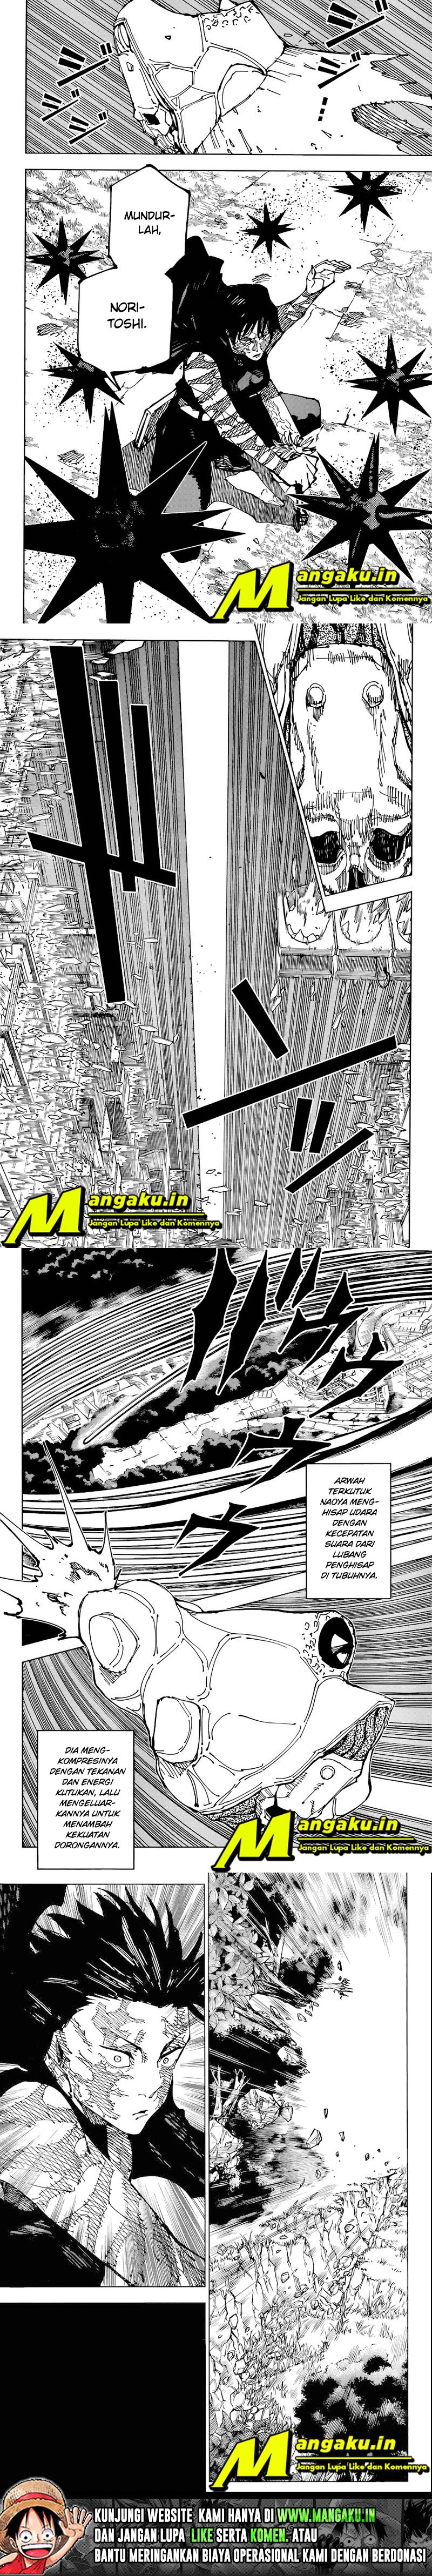 MUNDUR-
LAH,
NORI-
TOSHI.
Mangaku.in
Jangan Lupa Like dan Komennya
Mangaku.in
Jangan Lupa Like dan Komennya
ARWAH
TERKUTUK
NAOYA MENG-
HISAP UDARA
DENGAN
KECEPATAN
SUARA DARI
LUBANG
PENGHISAP
DI TUBUHNYA.
DIA MENG-
KOMPRESINYA
DENGAN TEKANAN
DAN ENERGI
KUTUKAN, LALU
MENGELUAR-
KANNYA UNTUK
MENAMBAH
KEKUATAN
DORONGANNYA.
Mangaku.in
Jangan Lupa Like dan Komennya
Mangaku.in
Jangan Lupa Like dan Komennya
KUNJUNGI WEBSITE KAMI HANYA DI WWW.MANGAKU.IN
DAN JANGAN LUPA LIKE SERTA KOMEN. ATAU
BANTU MERINGANKAN BIAYA OPERASIONAL KAMI DENGAN BERDONASI